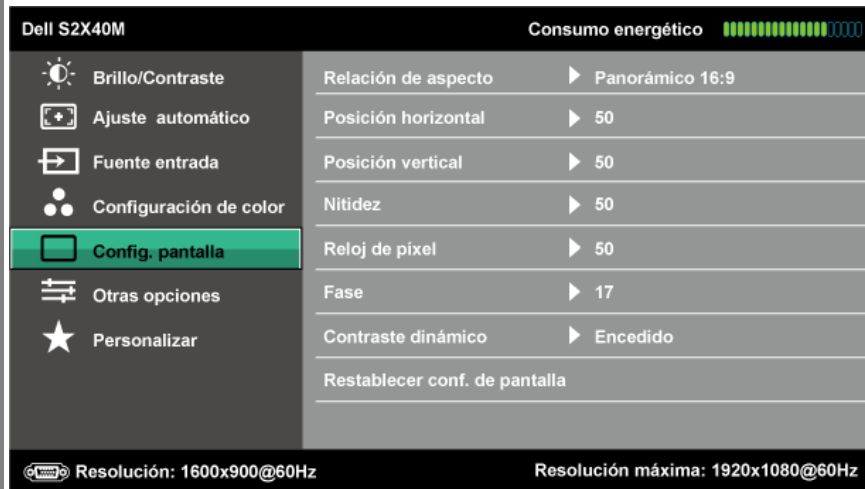 Dell S2X40M Consumo energético
Brillo/Contraste
Ajuste automático
Fuente entrada
Configuración de color
Config. pantalla
Otras opciones
Personalizar
Relación de aspecto Panorámico 16:9
Posición horizontal 50
Posición vertical 50
Nitidez 50
Reloj de píxel 50
Fase 17
Contraste dinámico Encedido
Restablecer conf. de pantalla
Resolución: 1600x900@60Hz Resolución máxima: 1920x1080@60Hz